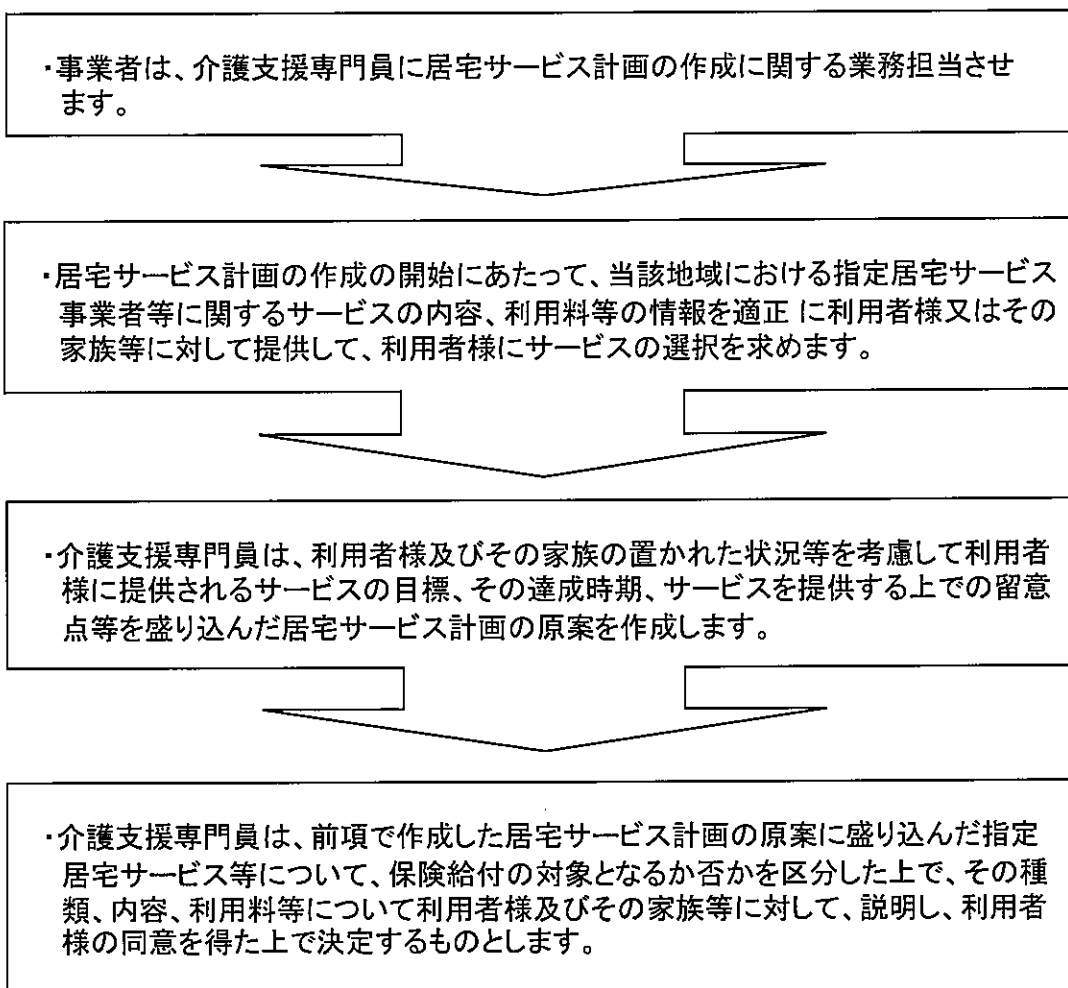 ・事業者は、介護支援専門員に居宅サービス計画の作成に関する業務担当させ
ます。
・居宅サービス計画の作成の開始にあたって、当該地域における指定居宅サービス
事業者等に関するサービスの内容、利用料等の情報を適正 に利用者様又はその
家族等に対して提供して、利用者様にサービスの選択を求めます。
・介護支援専門員は、利用者様及びその家族の置かれた状況等を考慮して利用者
様に提供されるサービスの目標、その達成時期、サービスを提供する上での留意
点等を盛り込んだ居宅サービス計画の原案を作成します。
・介護支援専門員は、前項で作成した居宅サービス計画の原案に盛り込んだ指定
居宅サービス等について、保険給付の対象となるか否かを区分した上で、その種
類、内容、利用料等について利用者様及びその家族等に対して、説明し、利用者
様の同意を得た上で決定するものとします。